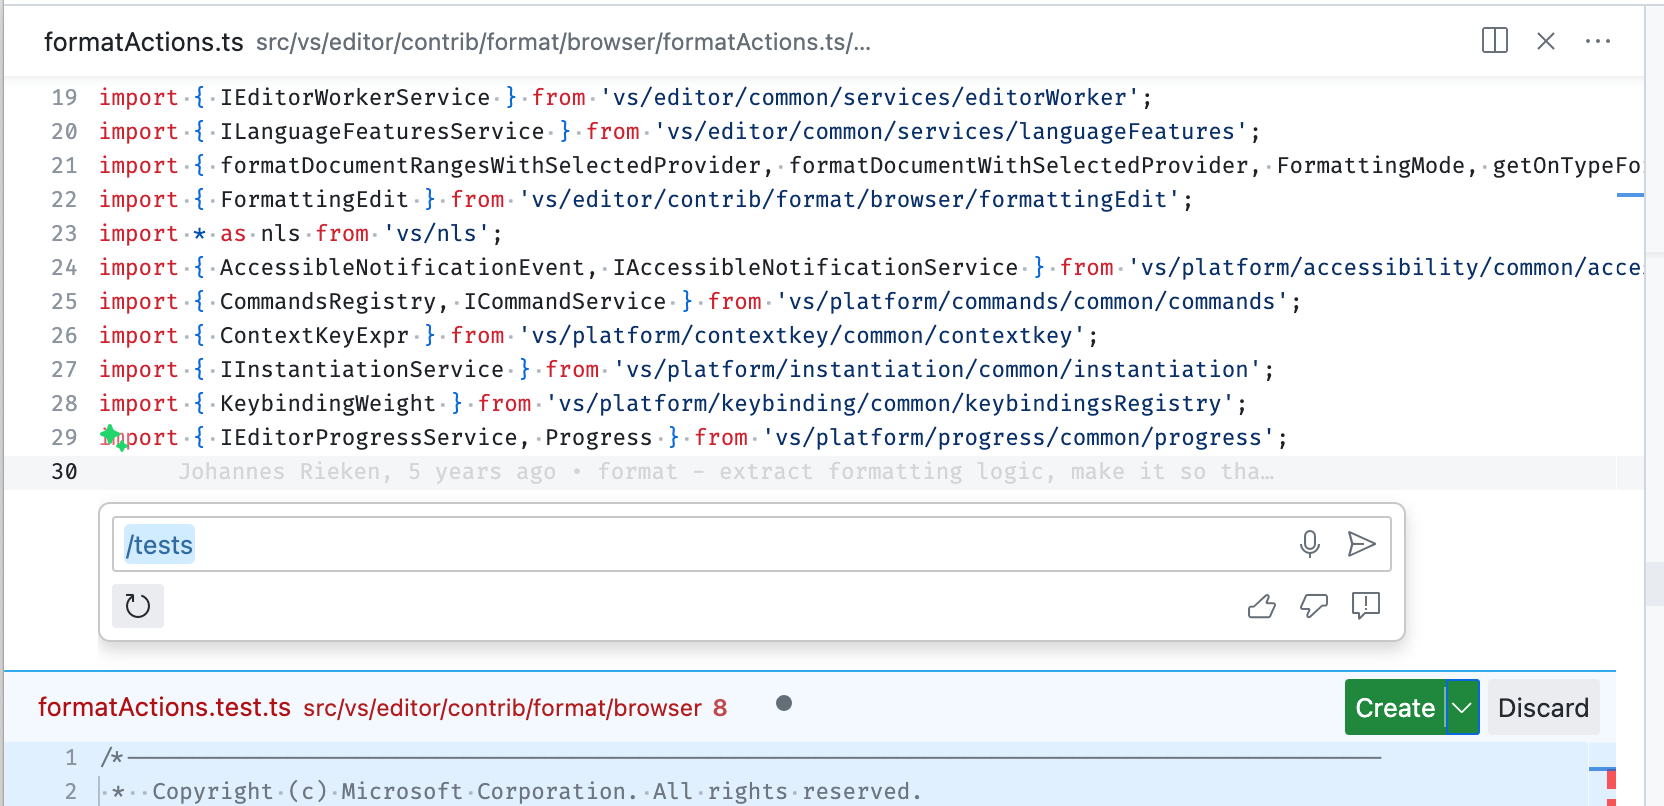 formatActions.ts src/vs/editor/contrib/format/browser/formatActions.ts/...
19 import { IEditorWorkerService } from 'vs/editor/common/services/editorWorker';
20 import { ILanguageFeaturesService } from 'vs/editor/common/services/languageFeatures';
21 import { formatDocumentRangesWithSelectedProvider, formatDocumentWithSelectedProvider, FormattingMode, getOnTypeFo
22 import { FormattingEdit } from 'vs/editor/contrib/format/browser/formattingEdit';
23 import * as nls from 'vs/nls';
24 import { AccessibleNotificationEvent, IAccessibleNotificationService } from 'vs/platform/accessibility/common/acce
25 import { CommandsRegistry, ICommandService } from 'vs/platform/commands/common/commands';
26 import { ContextKeyExpr } from 'vs/platform/contextkey/common/contextkey';
27 import { IInstantiationService } from 'vs/platform/instantiation/common/instantiation';
28 import { KeybindingWeight } from 'vs/platform/keybinding/common/keybindingsRegistry';
29 import { IEditorProgressService, Progress } from 'vs/platform/progress/common/progress';
30 Johannes Rieken, 5 years ago • format - extract formatting logic, make it so tha…
/tests
formatActions.test.ts src/vs/editor/contrib/format/browser 8
Create
Discard
1 /*---------------------------------------------------------------------------------------------
2 * Copyright (c) Microsoft Corporation. All rights reserved.